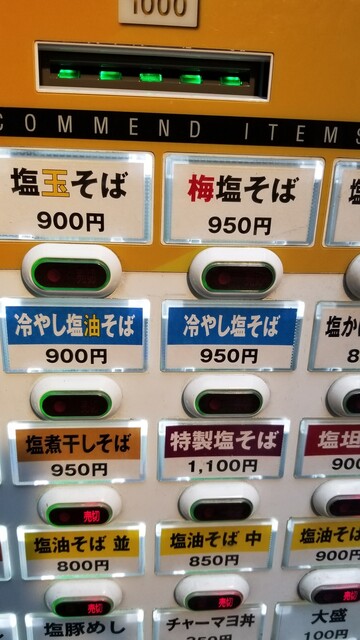 1000
COMMEND ITEMS
塩玉そば
900円
梅塩そば
950円
冷やし塩油そば
900円
冷やし塩そば
950円
塩か
塩煮干しそば
950円
特製塩そば
1,100円
塩坦
900
売切
塩油そば 並
800円
塩油そば 中
850円
塩油そ
900円
売切
売切
売切
塩豚めし
チャーマヨ丼
大盛
100円